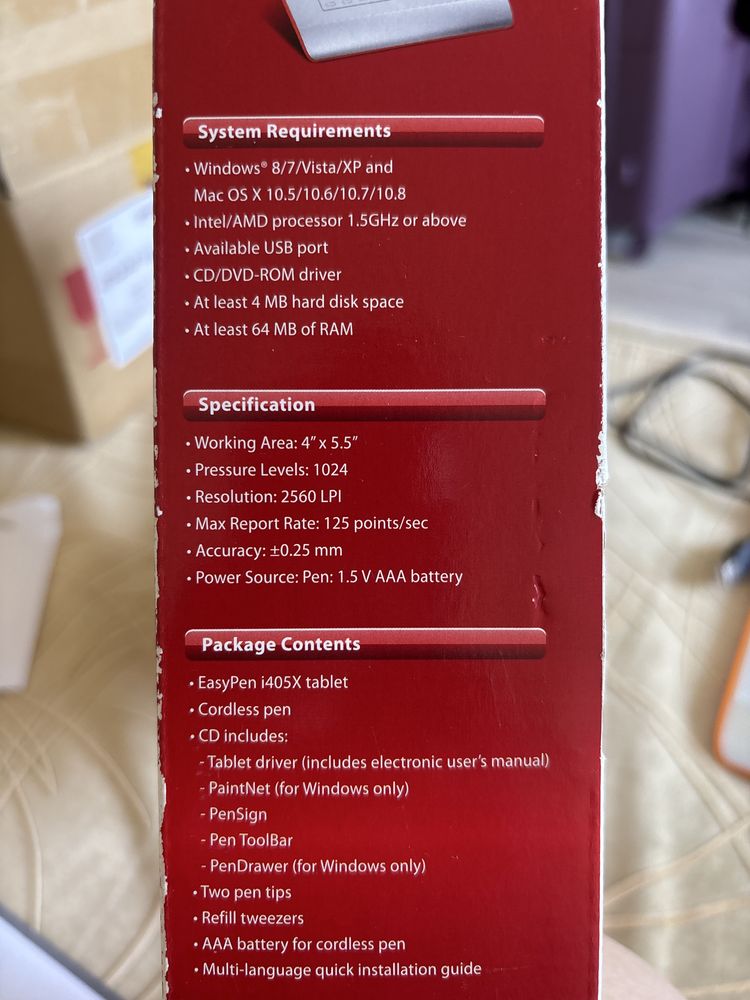 System Requirements
• Windows® 8/7/Vista/XP and
Mac OS X 10.5/10.6/10.7/10.8
• Intel/AMD processor 1.5GHz or above
• Available USB port
• CD/DVD-ROM driver
• At least 4 MB hard disk space
• At least 64 MB of RAM
Specification
• Working Area: 4” x 5.5”
• Pressure Levels: 1024
• Resolution: 2560 LPI
• Max Report Rate: 125 points/sec
• Accuracy: ±0.25 mm
• Power Source: Pen: 1.5 V AAA battery
Package Contents
• EasyPen i405X tablet
• Cordless pen
• CD includes:
- Tablet driver (includes electronic user’s manual)
- PaintNet (for Windows only)
- PenSign
- Pen ToolBar
- PenDrawer (for Windows only)
• Two pen tips
• Refill tweezers
• AAA battery for cordless pen
• Multi-language quick installation guide